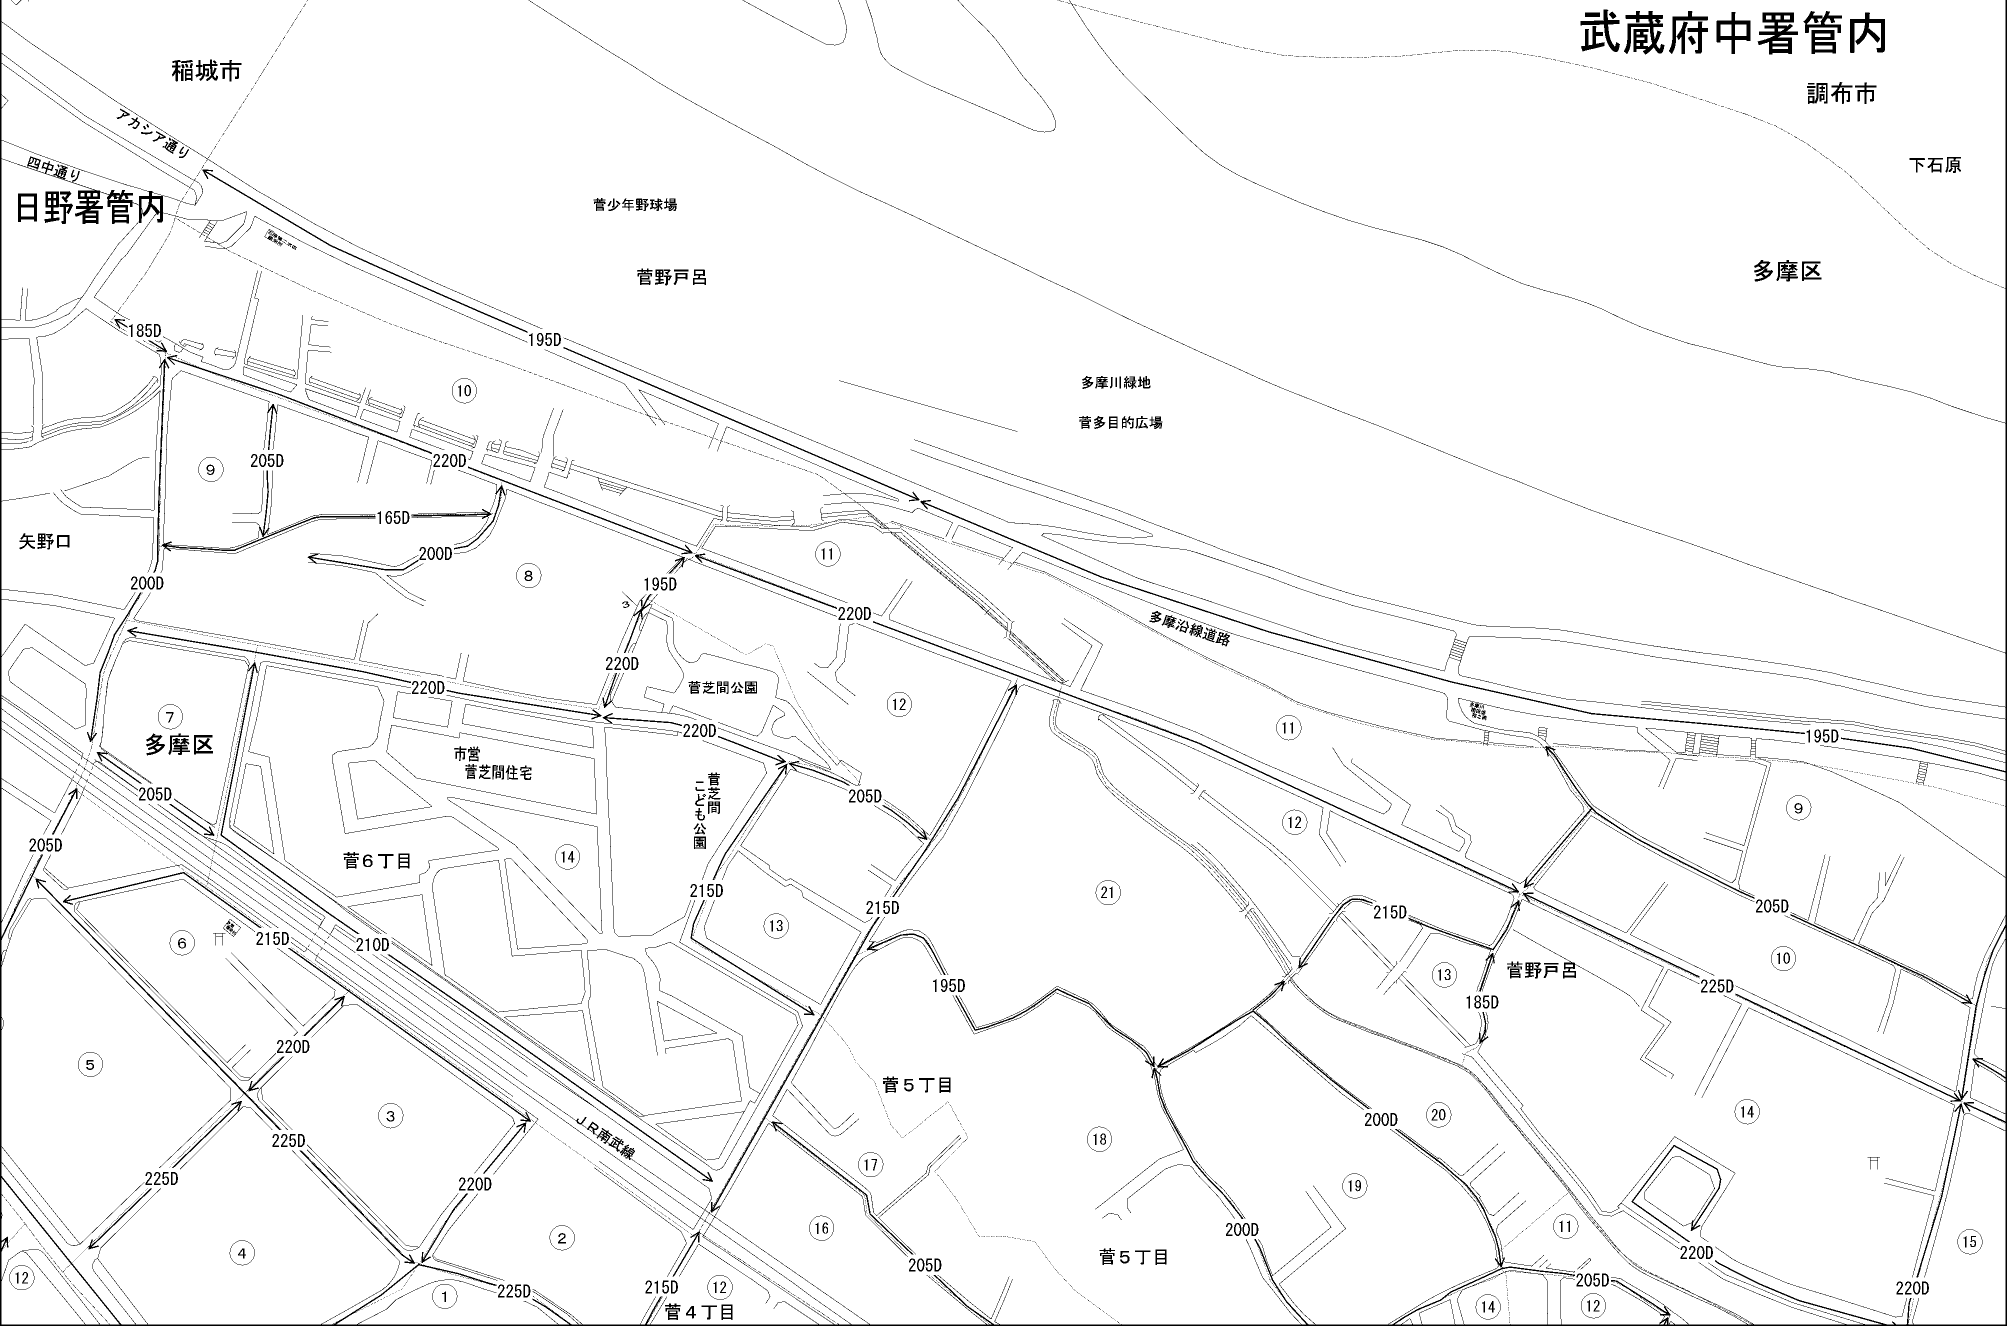 武蔵府中署管内
稲城市
調布市
アカシア通り
下石原
四中通り
日野署管内
菅少年野球場
菅野戸呂
多摩区
185D
195D
多摩川緑地
⑩
菅多目的広場
⑨
205D
220D
165D
矢野口
200D
⑪
200D
⑧
195D
220D
多摩沿線道路
220D
220D
菅芝間公園
⑫
⑦
多摩区
220D
⑪
195D
市営
菅芝間住宅
菅芝間
こども公園
205D
205D
⑨
⑫
205D
菅6丁目
⑭
215D
㉑
215D
215D
205D
⑬
⑥
215D
210D
195D
⑬
菅野戸呂
⑩
225D
185D
220D
⑤
菅5丁目
③
200D
⑳
⑭
JR南武線
225D
⑱
⑰
225D
220D
⑲
⑯
200D
⑪
②
④
菅5丁目
220D
⑮
205D
⑫
①
225D
215D
⑫
菅4丁目
205D
⑭
⑫
220D